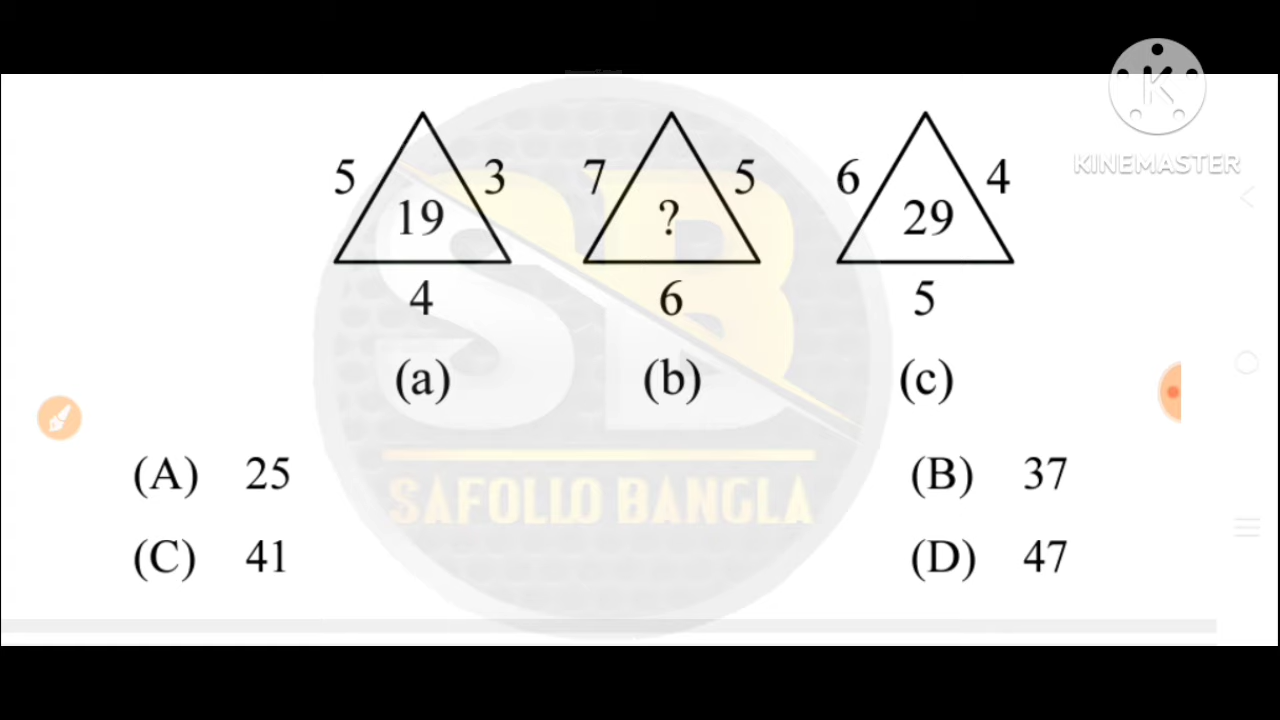 K
KINEMASTER
5 3 7 5 6 4
19 ? 29
4 6 5
(a) (b) (c)
(A) 25 (B) 37
SAFOLLO BANGLA
(C) 41 (D) 47